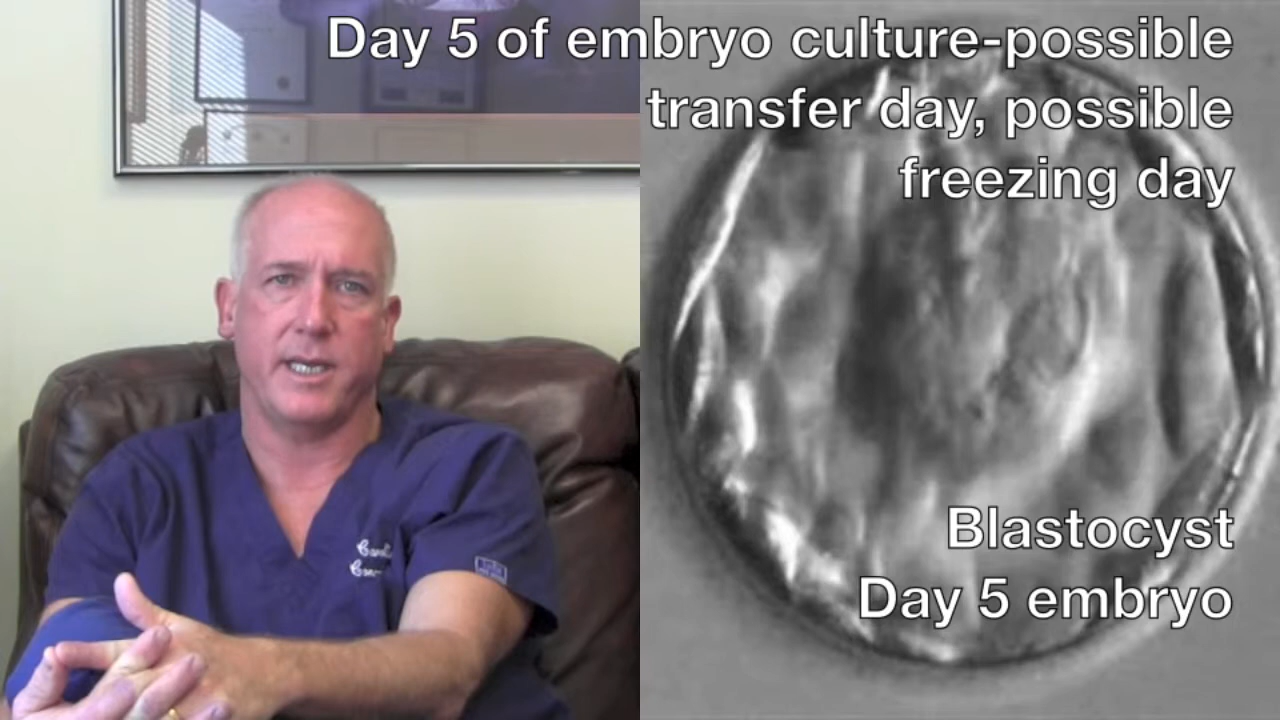 Day 5 of embryo culture-possible
transfer day, possible
freezing day
Blastocyst
Day 5 embryo